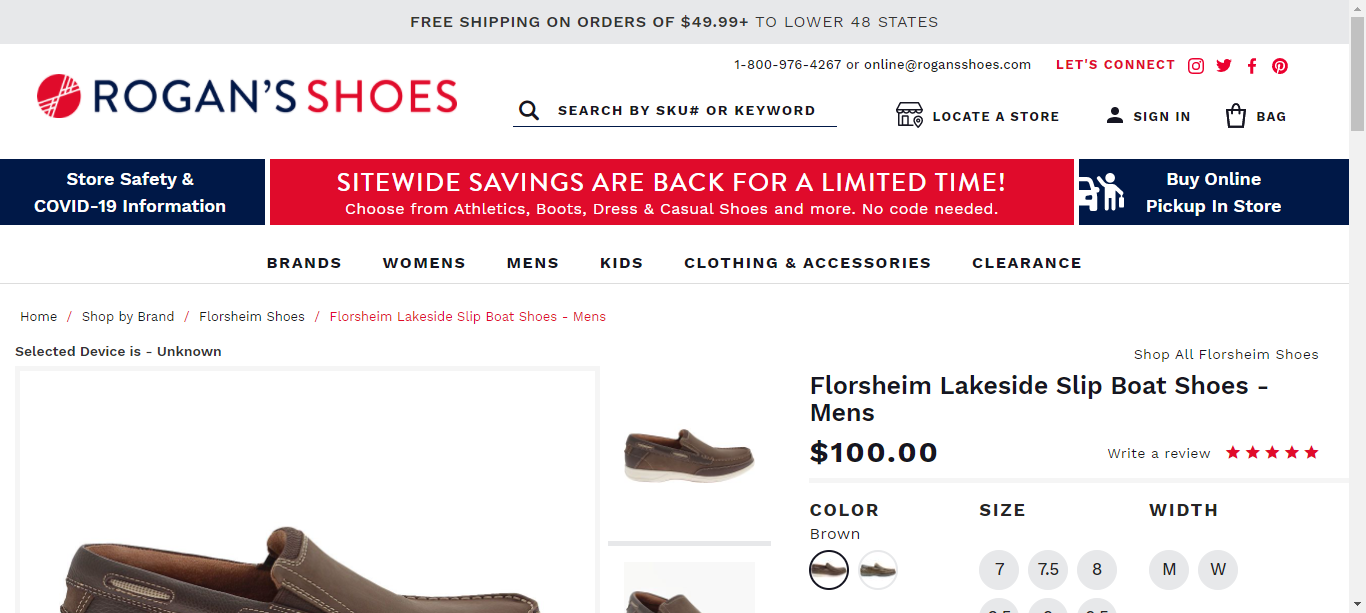 FREE SHIPPING ON ORDERS OF $49.99+ TO LOWER 48 STATES
1-800-976-4267 or online@rogansshoes.com
LET'S CONNECT
ROGAN'S SHOES
SEARCH BY SKU# OR KEYWORD
LOCATE A STORE
SIGN IN
BAG
Store Safety &
COVID-19 Information
SITEWIDE SAVINGS ARE BACK FOR A LIMITED TIME!
Choose from Athletics, Boots, Dress & Casual Shoes and more. No code needed.
Buy Online
Pickup In Store
BRANDS WOMENS MENS KIDS CLOTHING & ACCESSORIES CLEARANCE
Home / Shop by Brand / Florsheim Shoes / Florsheim Lakeside Slip Boat Shoes - Mens
Selected Device is - Unknown
Shop All Florsheim Shoes
Florsheim Lakeside Slip Boat Shoes -
Mens
$100.00
Write a review
COLOR
Brown
SIZE
7 7.5 8
WIDTH
M W